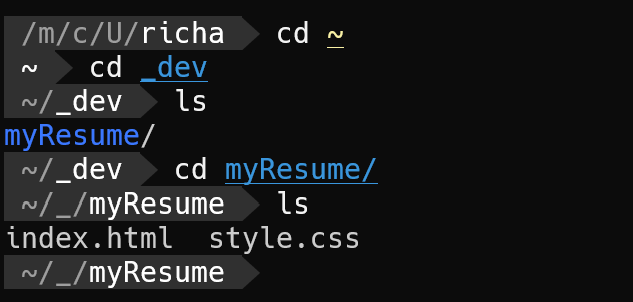 /m/c/U/richa cd ~
~ cd _dev
~/_dev ls
myResume/
~/_dev cd myResume/
~/_/myResume ls
index.html style.css
~/_/myResume